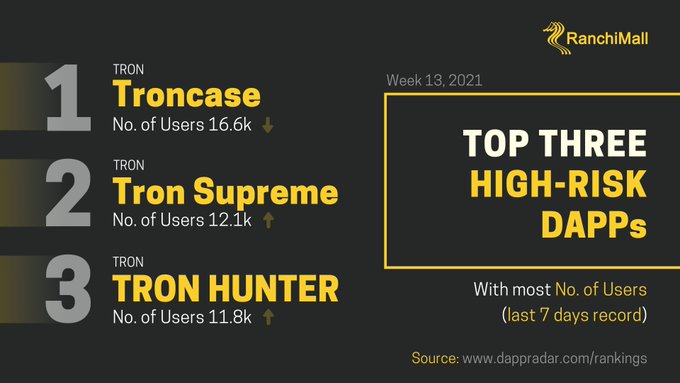 RanchiMall
Week 13, 2021
TOP THREE
HIGH-RISK
DAPPs
With most No. of Users
(last 7 days record)
1
TRON
Troncase
No. of Users 16.6k
2
TRON
Tron Supreme
No. of Users 12.1k
3
TRON
TRON HUNTER
No. of Users 11.8k
Source: www.dappradar.com/rankings